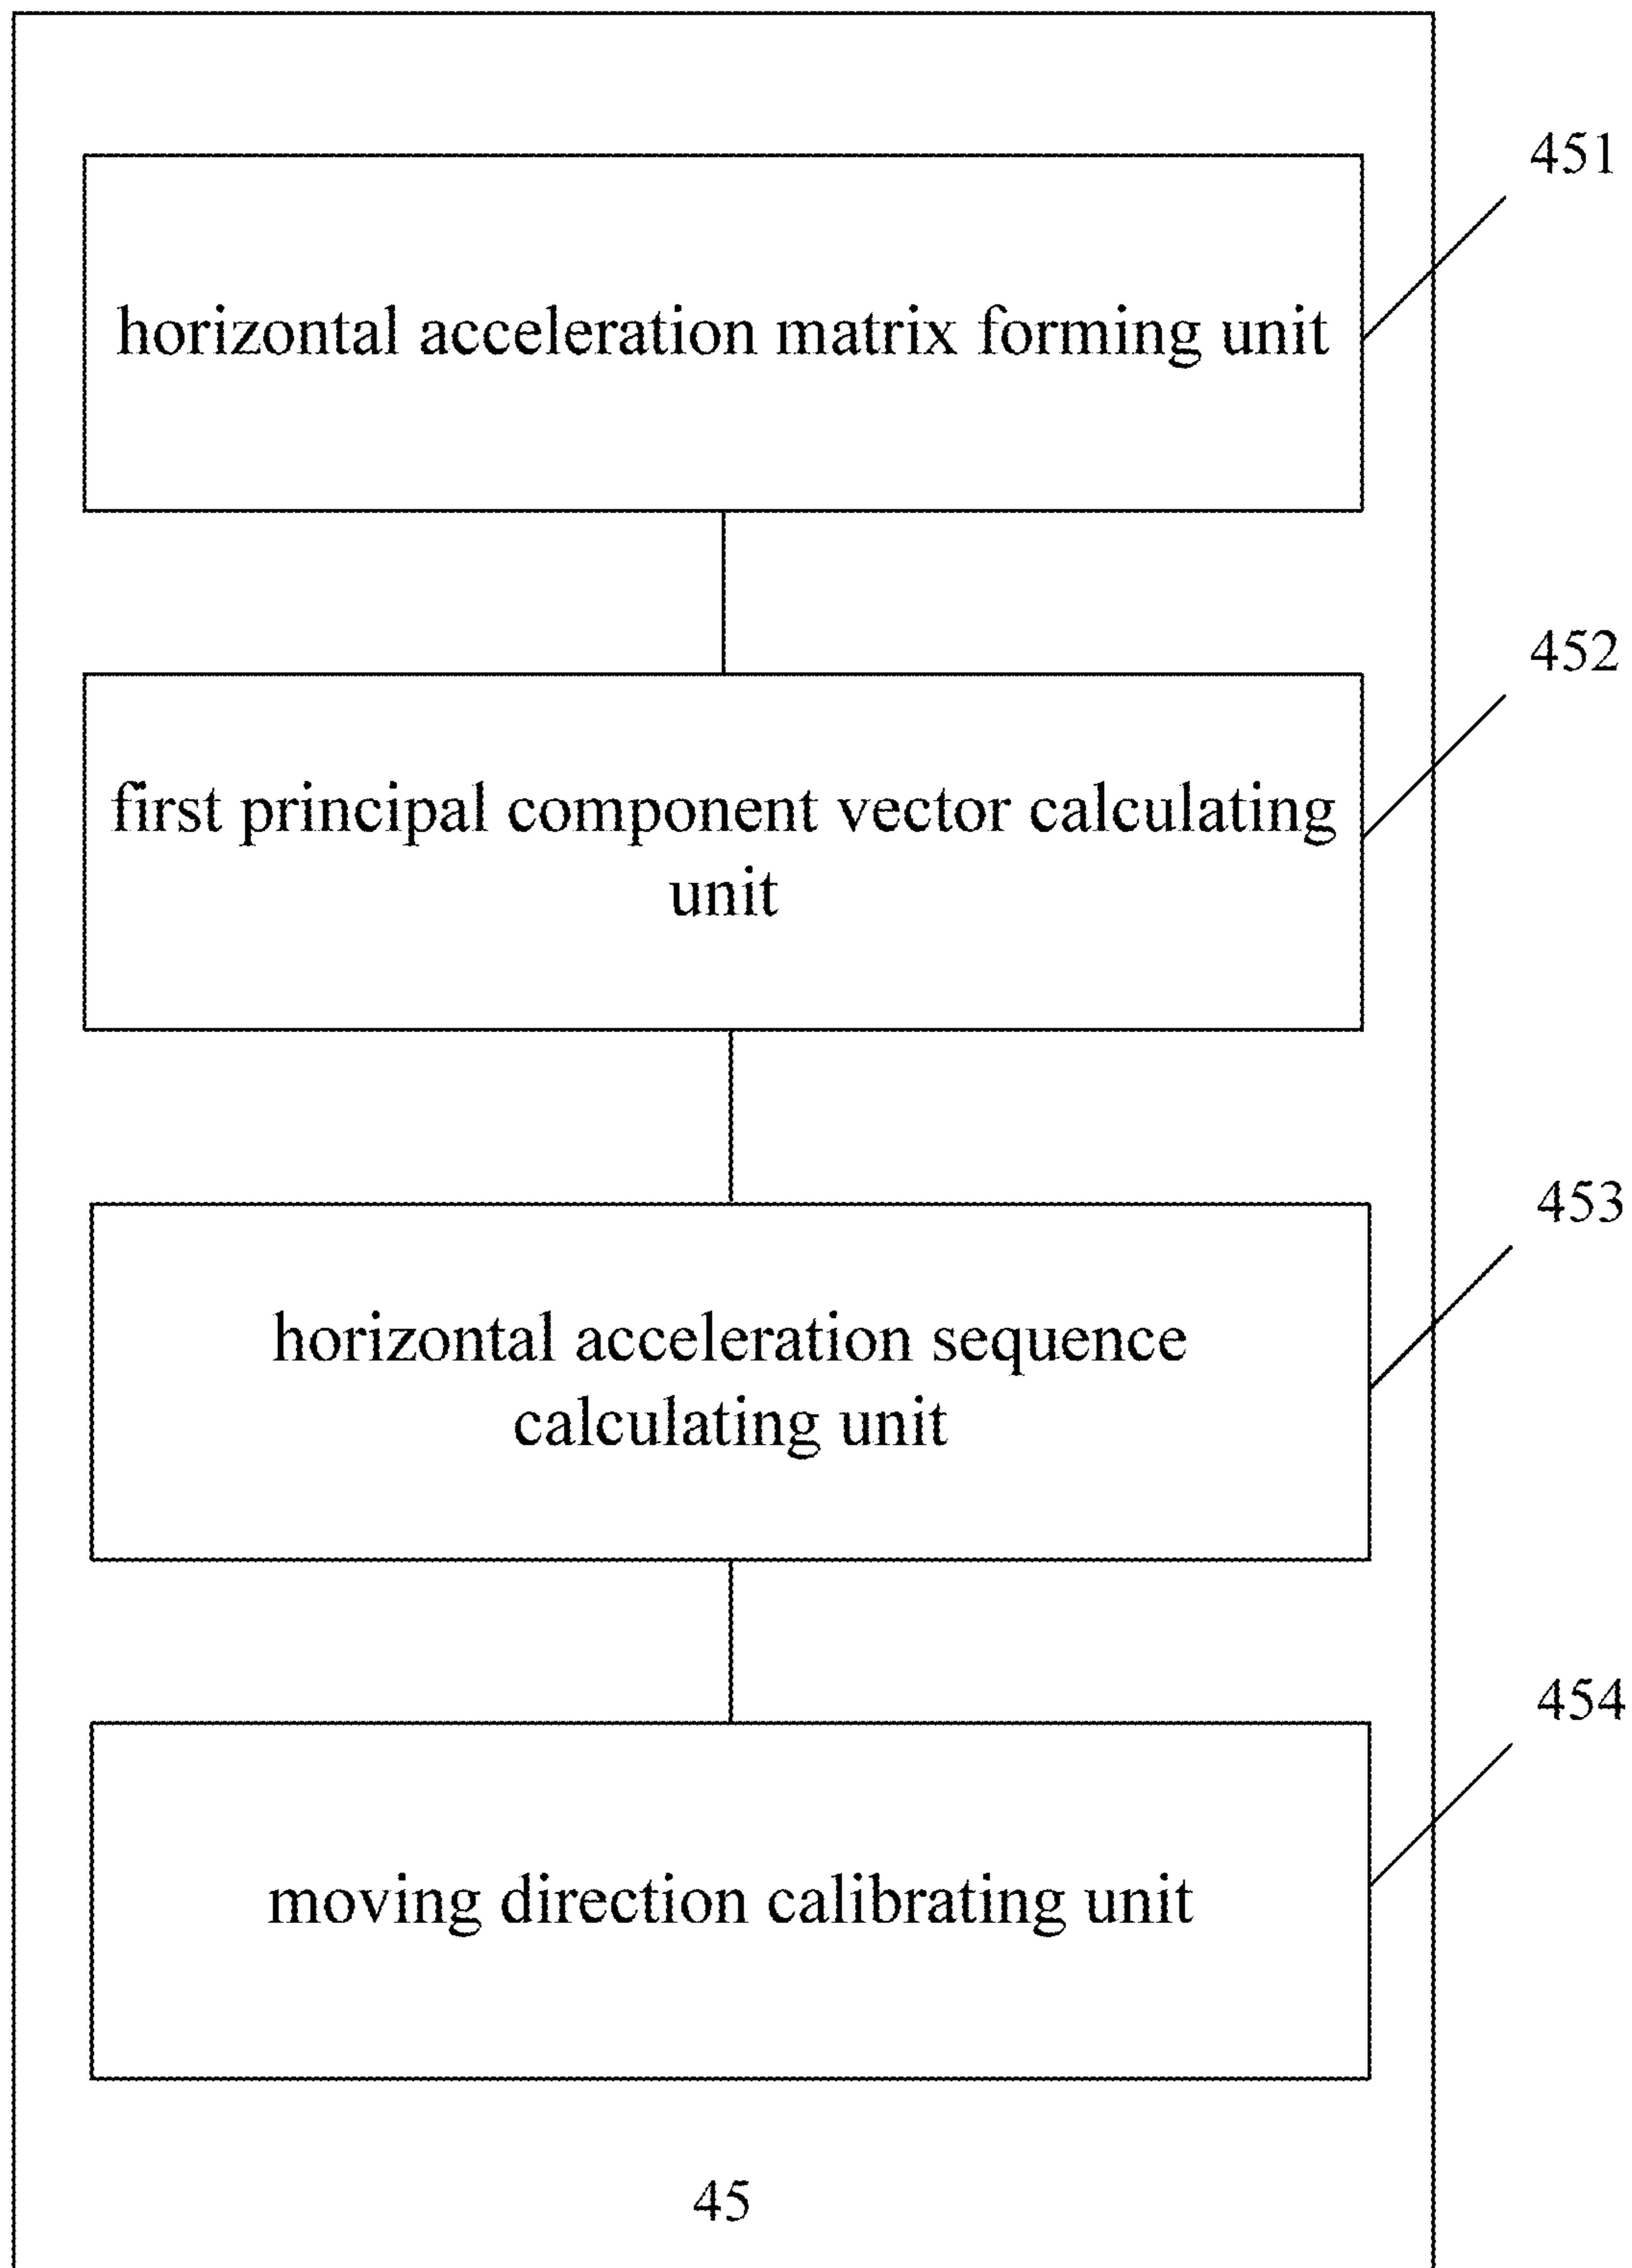 451
horizontal acceleration matrix forming unit
452
first principal component vector calculating
unit
453
horizontal acceleration sequence
calculating unit
454
moving direction calibrating unit
45